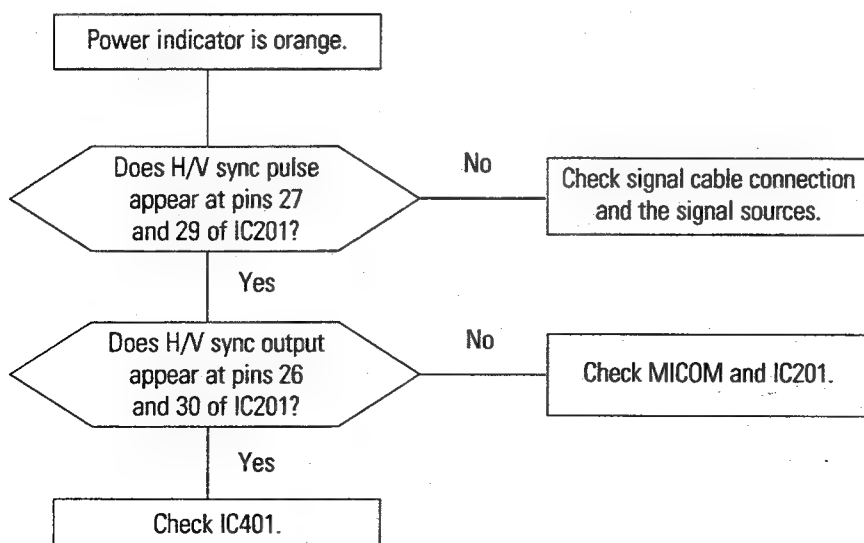 Power indicator is orange.
Does H/V sync pulse
appear at pins 27
and 29 of IC201?
No
Check signal cable connection
and the signal sources.
Yes
Does H/V sync output
appear at pins 26
and 30 of IC201?
No
Check MICOM and IC201.
Yes
Check IC401.